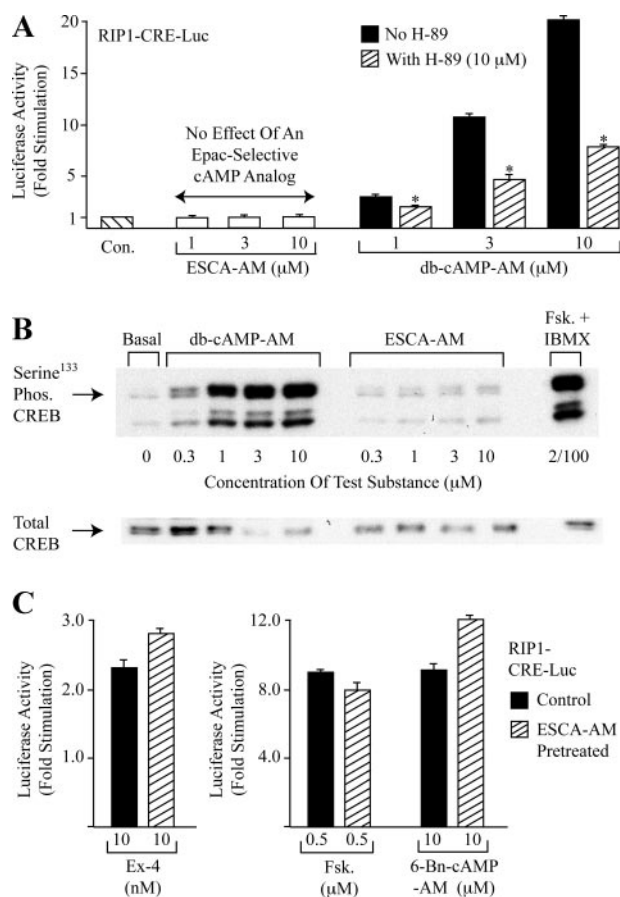 A
RIP1-CRE-Luc
Luciferase Activity
(Fold Stimulation)
20
15
10
5
1
No H-89
With H-89 (10 μM)
No Effect Of An
Epac-Selective
cAMP Analog
* * *
Con. 1 3 10 1 3 10
ESCA-AM (μM) db-cAMP-AM (μM)
B
Basal db-cAMP-AM ESCA-AM Fsk. +
IBMX
Serine133
Phos.
CREB
0 0.3 1 3 10 0.3 1 3 10 2/100
Concentration Of Test Substance (μM)
Total
CREB
C
Luciferase Activity
(Fold Stimulation)
3.0
2.0
1.0
10 10
Ex-4
(nM)
Luciferase Activity
(Fold Stimulation)
12.0
8.0
4.0
0.5 0.5 10 10
Fsk. 6-Bn-cAMP
(μM) -AM (μM)
RIP1-
CRE-Luc
Control
ESCA-AM
Pretreated